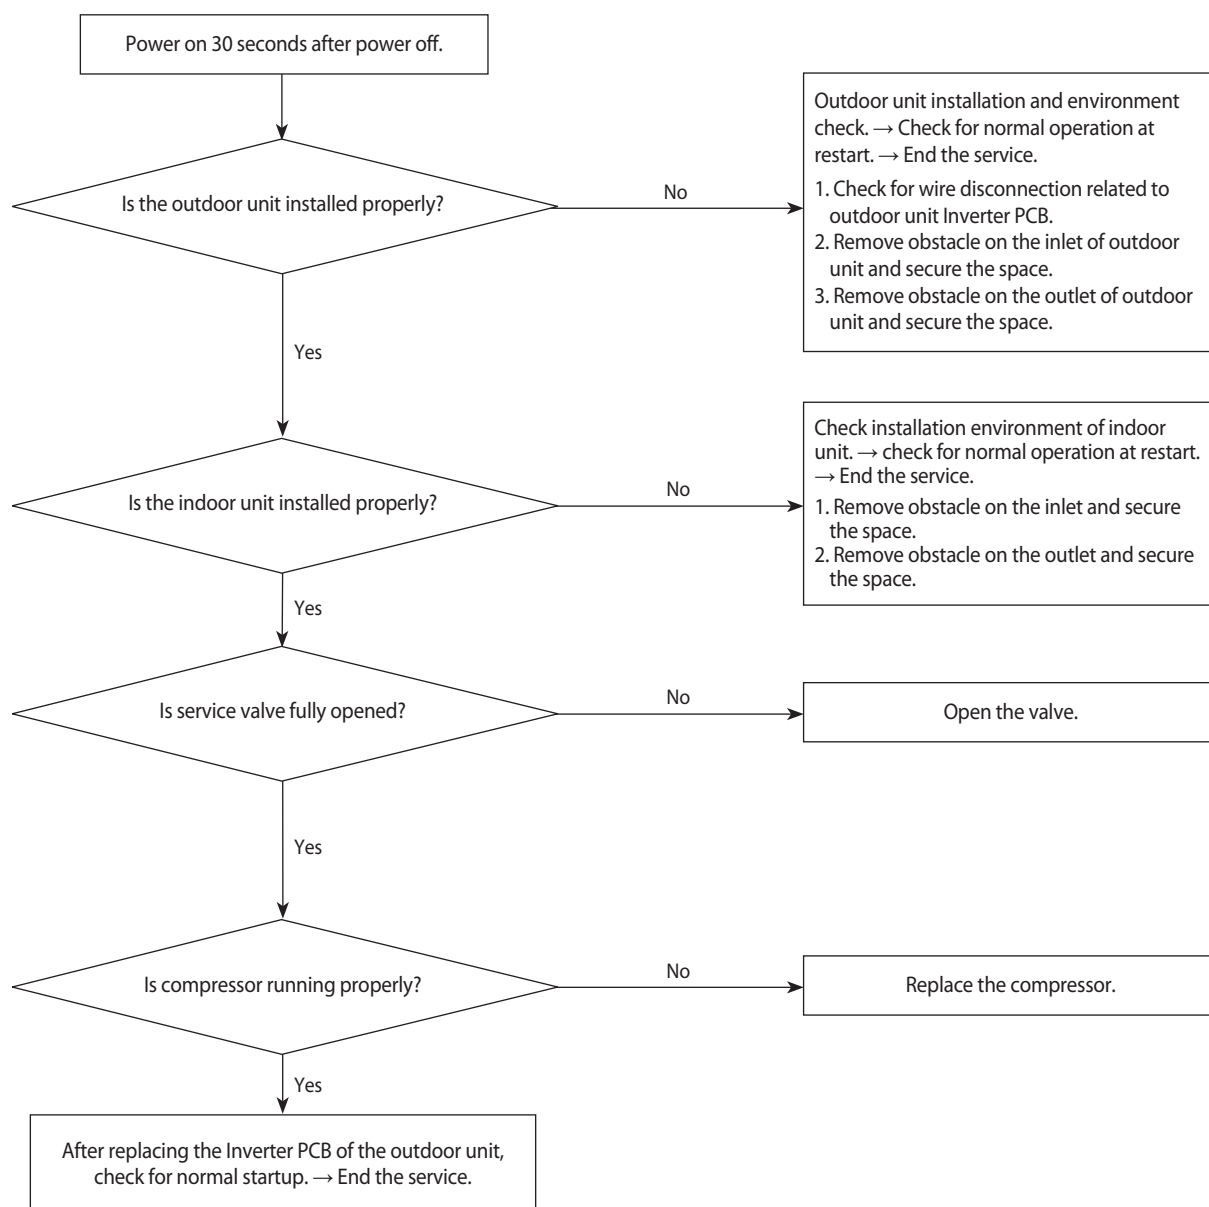 Power on 30 seconds after power off.
Outdoor unit installation and environment
check. → Check for normal operation at
restart. → End the service.
1. Check for wire disconnection related to
outdoor unit Inverter PCB.
2. Remove obstacle on the inlet of outdoor
unit and secure the space.
3. Remove obstacle on the outlet of outdoor
unit and secure the space.
Is the outdoor unit installed properly?
No
Yes
Check installation environment of indoor
unit. → check for normal operation at restart.
→ End the service.
1. Remove obstacle on the inlet and secure
the space.
2. Remove obstacle on the outlet and secure
the space.
Is the indoor unit installed properly?
No
Yes
Is service valve fully opened?
No
Open the valve.
Yes
Is compressor running properly?
No
Replace the compressor.
Yes
After replacing the Inverter PCB of the outdoor unit,
check for normal startup. → End the service.